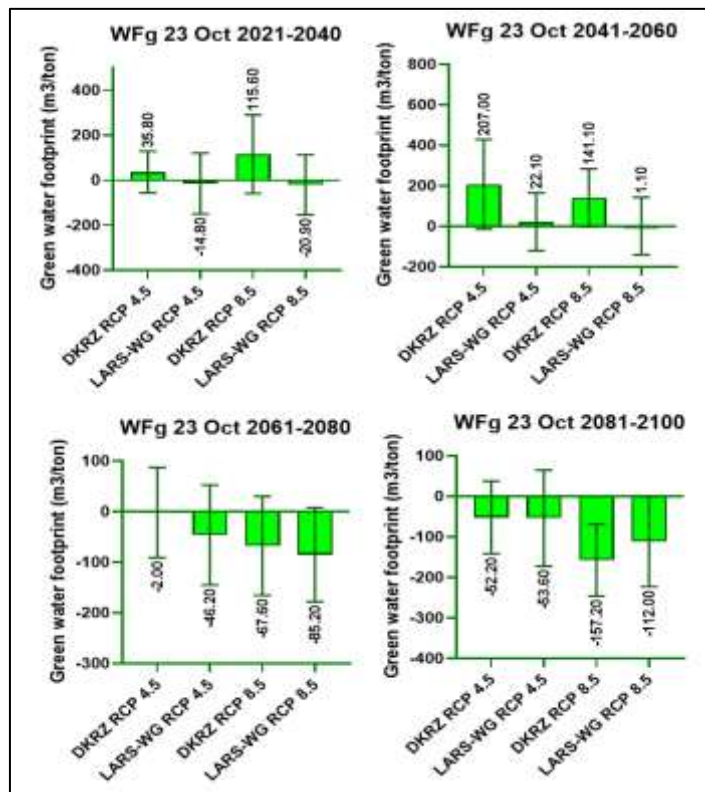 WFg 23 Oct 2021-2040
Green water footprint (m3/ton)
400
200
0
-200
-400
35.80
-14.80
115.60
-20.90
DKRZ RCP 4.5
LARS-WG RCP 4.5
DKRZ RCP 8.5
LARS-WG RCP 8.5
WFg 23 Oct 2041-2060
Green water footprint (m3/ton)
800
600
400
200
0
-200
207.00
22.10
141.10
1.10
DKRZ RCP 4.5
LARS-WG RCP 4.5
DKRZ RCP 8.5
LARS-WG RCP 8.5
WFg 23 Oct 2061-2080
Green water footprint (m3/ton)
100
0
-100
-200
-300
-2.00
-46.20
-67.60
-85.20
DKRZ RCP 4.5
LARS-WG RCP 4.5
DKRZ RCP 8.5
LARS-WG RCP 8.5
WFg 23 Oct 2081-2100
Green water footprint (m3/ton)
100
0
-100
-200
-300
-400
-52.20
-53.60
-157.20
-112.00
DKRZ RCP 4.5
LARS-WG RCP 4.5
DKRZ RCP 8.5
LARS-WG RCP 8.5